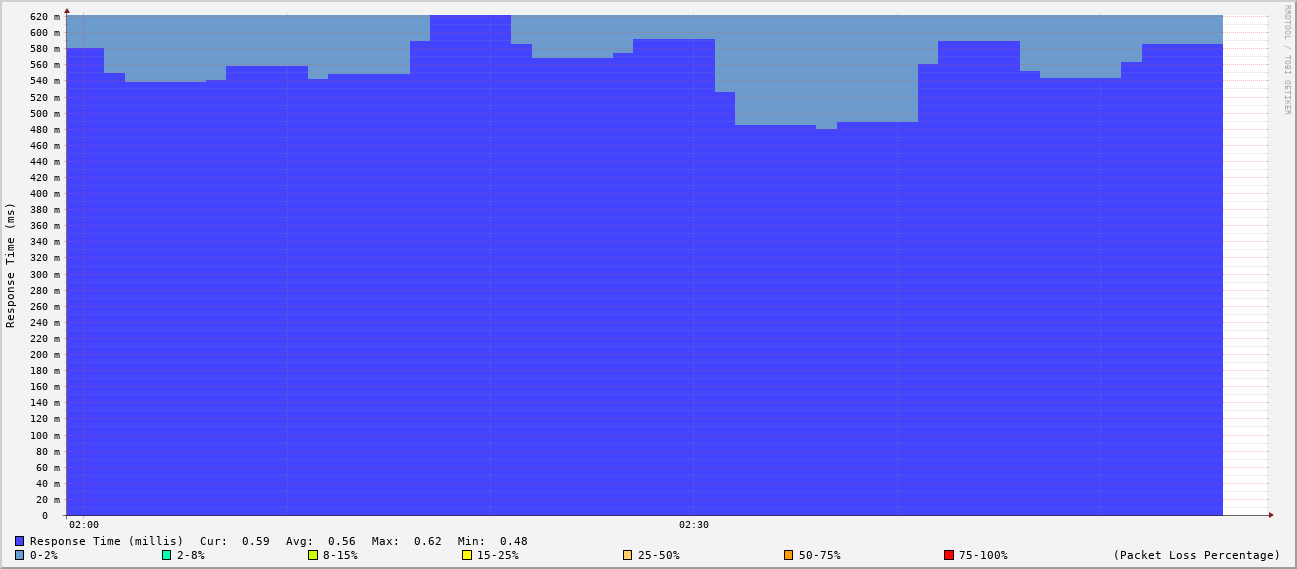 RRDTOOL / TOBI OETIKER
Response Time (ms)
620 m
600 m
580 m
560 m
540 m
520 m
500 m
480 m
460 m
440 m
420 m
400 m
380 m
360 m
340 m
320 m
300 m
280 m
260 m
240 m
220 m
200 m
180 m
160 m
140 m
120 m
100 m
80 m
60 m
40 m
20 m
0
02:00 02:30
Response Time (millis) Cur: 0.59 Avg: 0.56 Max: 0.62 Min: 0.48
0-2% 2-8% 8-15% 15-25% 25-50% 50-75% 75-100% (Packet Loss Percentage)